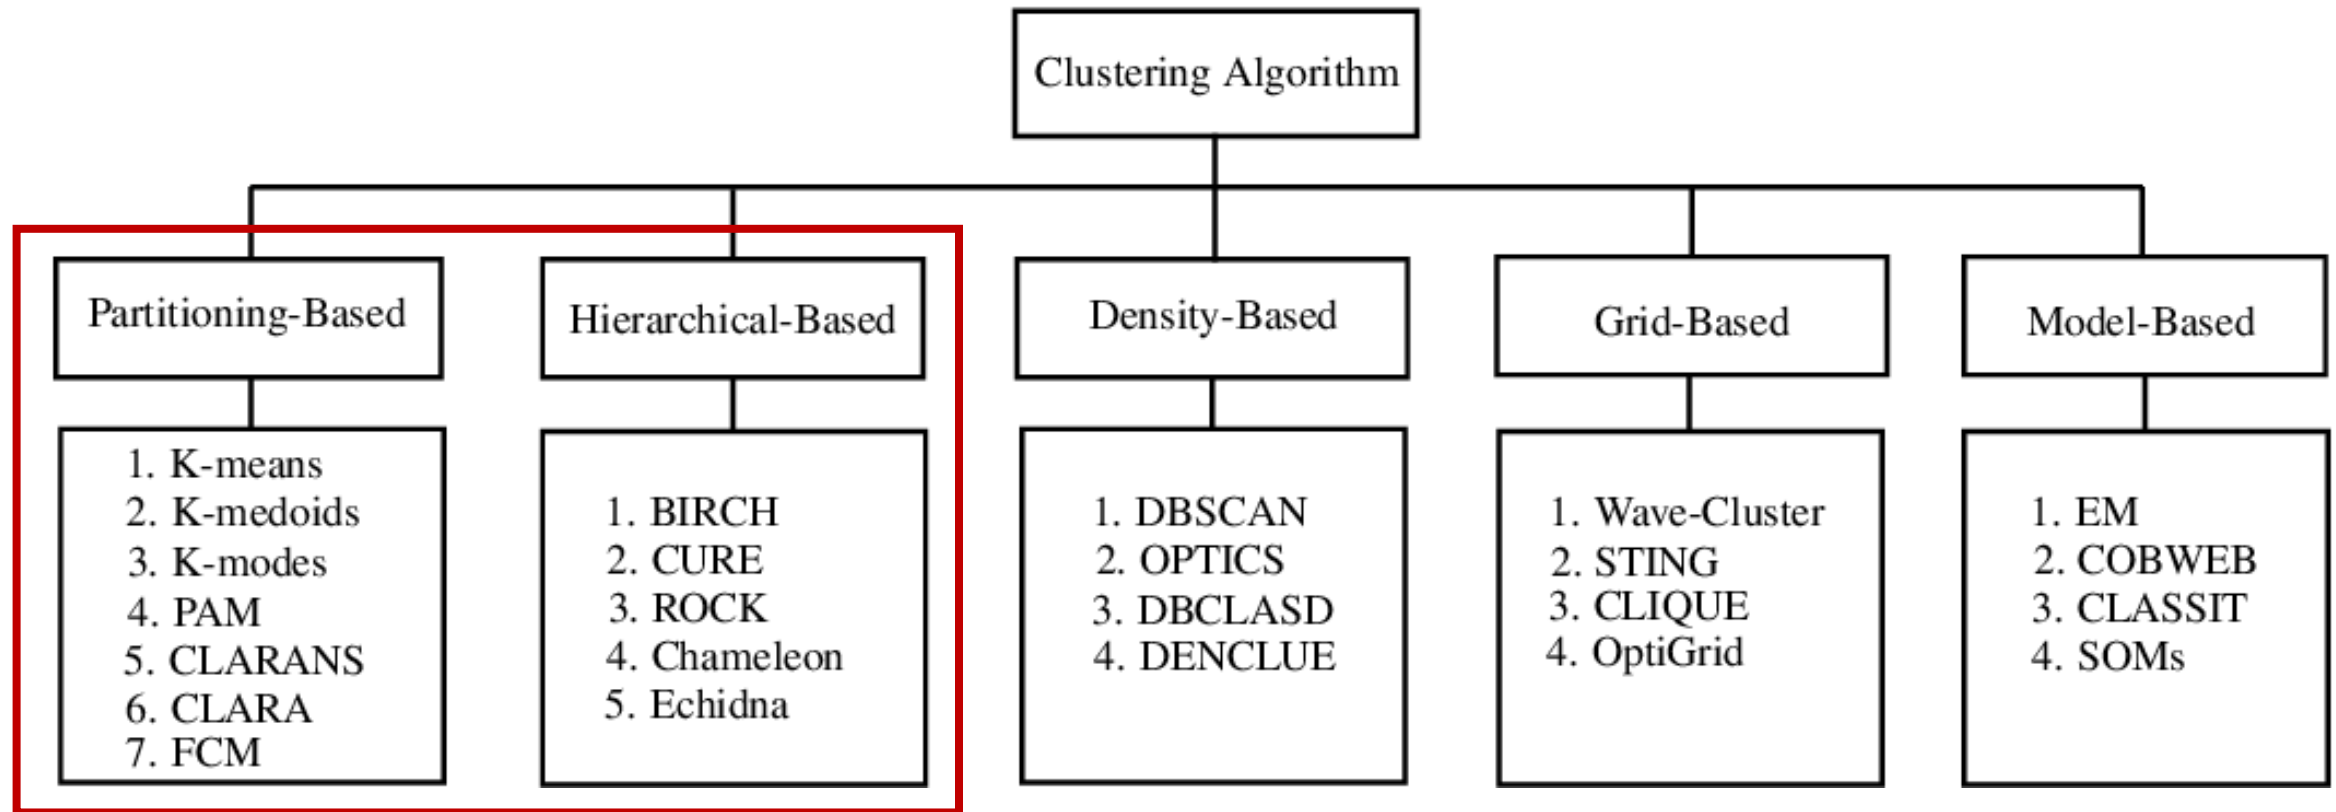 Clustering Algorithm
Partitioning-Based
Hierarchical-Based
Density-Based
Grid-Based
Model-Based
1. K-means
2. K-medoids
3. K-modes
4. PAM
5. CLARANS
6. CLARA
7. FCM
1. BIRCH
2. CURE
3. ROCK
4. Chameleon
5. Echidna
1. DBSCAN
2. OPTICS
3. DBCLASD
4. DENCLUE
1. Wave-Cluster
2. STING
3. CLIQUE
4. OptiGrid
1. EM
2. COBWEB
3. CLASSIT
4. SOMs